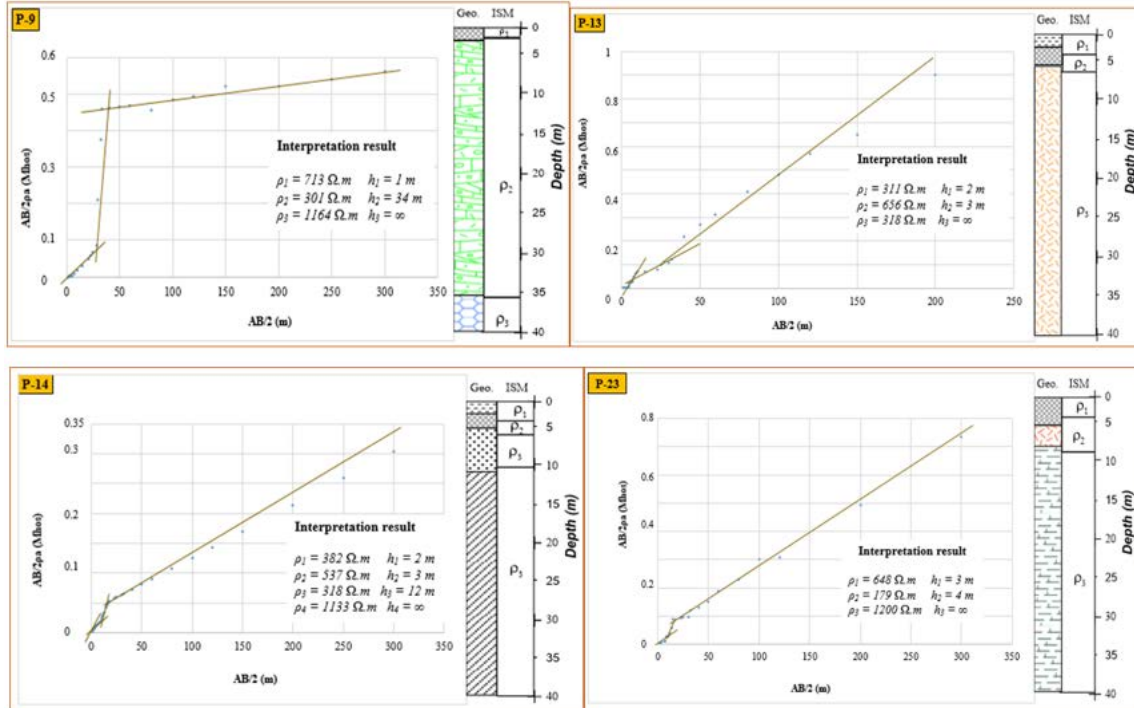 P-9
Geo. ISM
AB/2ρa (Mhos)
0.6
0.5
0.3
0.1
0
0 50 100 150 200 250 300 350
AB/2 (m)
Interpretation result
ρ1 = 713 Ω.m h1 = 1 m
ρ2 = 301 Ω.m h2 = 34 m
ρ3 = 1164 Ω.m h3 = ∞
ρ1
ρ2
ρ3
0
5
10
15
20
25
30
35
40
Depth (m)
P-13
Geo. ISM
AB/2ρa (Mhos)
1
0.8
0.6
0.4
0.2
0
0 50 100 150 200 250
AB/2 (m)
Interpretation result
ρ1 = 311 Ω.m h1 = 2 m
ρ2 = 656 Ω.m h2 = 3 m
ρ3 = 318 Ω.m h3 = ∞
ρ1
ρ2
ρ3
0
5
10
15
20
25
30
35
40
Depth (m)
P-14
Geo. ISM
AB/2ρa (Mhos)
0.35
0.3
0.2
0.1
0
0 50 100 150 200 250 300 350
AB/2 (m)
Interpretation result
ρ1 = 382 Ω.m h1 = 2 m
ρ2 = 537 Ω.m h2 = 3 m
ρ3 = 318 Ω.m h3 = 12 m
ρ4 = 1133 Ω.m h4 = ∞
ρ1
ρ2
ρ3
ρ3
0
5
10
15
20
25
30
35
40
Depth (m)
P-23
Geo. ISM
AB/2ρa (Mhos)
0.8
0.6
0.4
0.2
0
0 50 100 150 200 250 300 350
AB/2 (m)
Interpretation result
ρ1 = 648 Ω.m h1 = 3 m
ρ2 = 179 Ω.m h2 = 4 m
ρ3 = 1200 Ω.m h3 = ∞
ρ1
ρ2
ρ3
0
5
10
15
20
25
30
35
40
Depth (m)